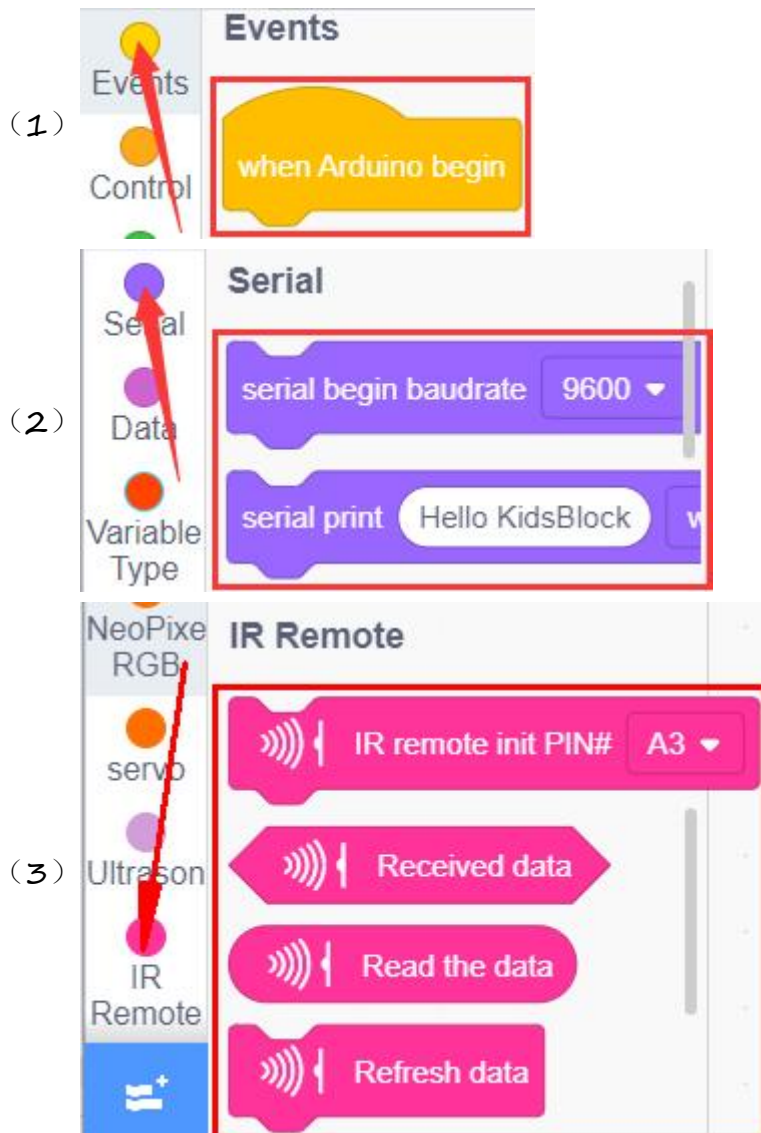 Events
Events
（1）
when Arduino begin
Control
Serial
Serial
serial begin baudrate 9600
（2）
Data
serial print Hello KidsBlock w
Variable
Type
NeoPixe
RGB
IR Remote
IR remote init PIN# A3
servo
Received data
（3）
Ultrason
Read the data
IR
Remote
Refresh data